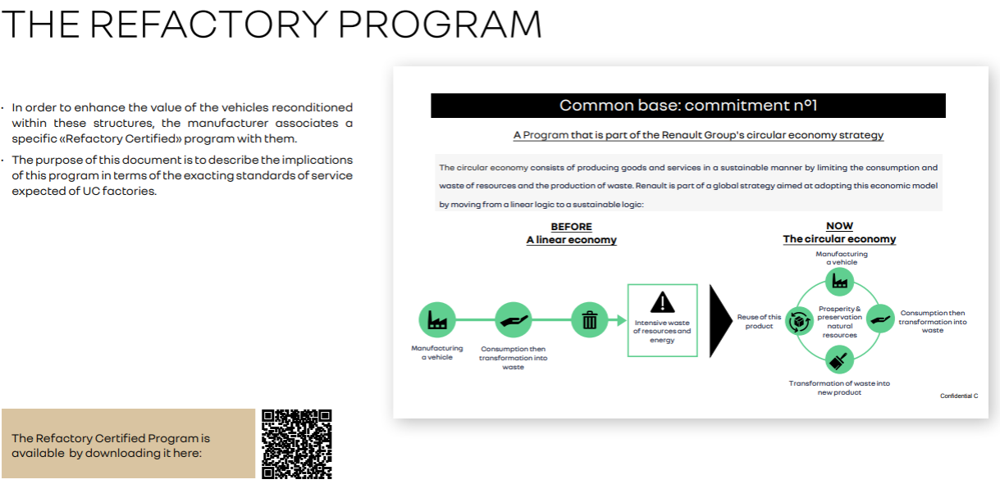 THE REFACTORY PROGRAM
· In order to enhance the value of the vehicles reconditioned
within these structures, the manufacturer associates a
specific «Refactory Certified» program with them.
· The purpose of this document is to describe the implications
of this program in terms of the exacting standards of service
expected of UC factories.
Common base: commitment n°1
A Program that is part of the Renault Group's circular economy strategy
The circular economy consists of producing goods and services in a sustainable manner by limiting the consumption and
waste of resources and the production of waste. Renault is part of a global strategy aimed at adopting this economic model
by moving from a linear logic to a sustainable logic:
BEFORE
A linear economy
Manufacturing
a vehicle
Consumption then
transformation into
waste
Intensive waste
of resources and
energy
NOW
The circular economy
Manufacturing
a vehicle
Reuse of this
product
Prosperity &
preservation
natural
resources
Consumption then
transformation into
waste
Transformation of waste into
new product
Confidential C
The Refactory Certified Program is
available by downloading it here: